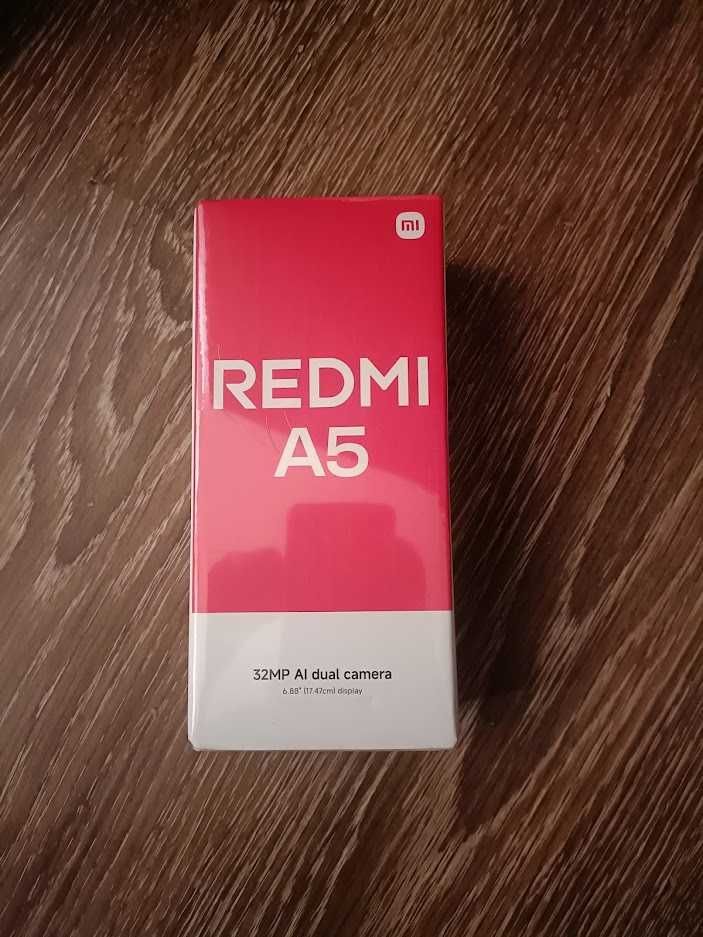 mi
REDMI
A5
32MP AI dual camera
6.88" (17.47cm) display